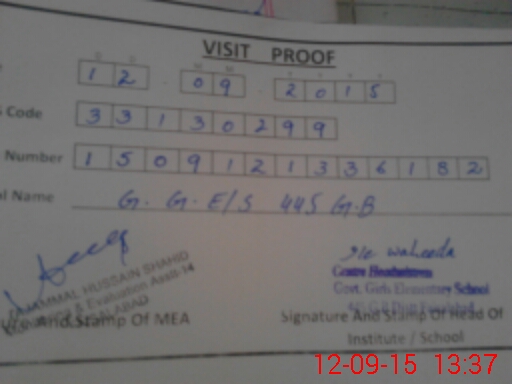 VISIT PROOF
D D M M Y Y Y Y
1 2 0 9 2 0 1 5
Code 3 3 1 3 0 2 9 9
Number 1 5 0 9 1 2 1 3 3 6 1 8 2
Name G. G. E/S 445 G.B
HUSSAIN SHAHID
& Evaluation Asstt-14
Govt. Girls Elementary School
And Stamp Of MEA
Signature And Stamp Of Head Of
Institute / School
12-09-15 13:37